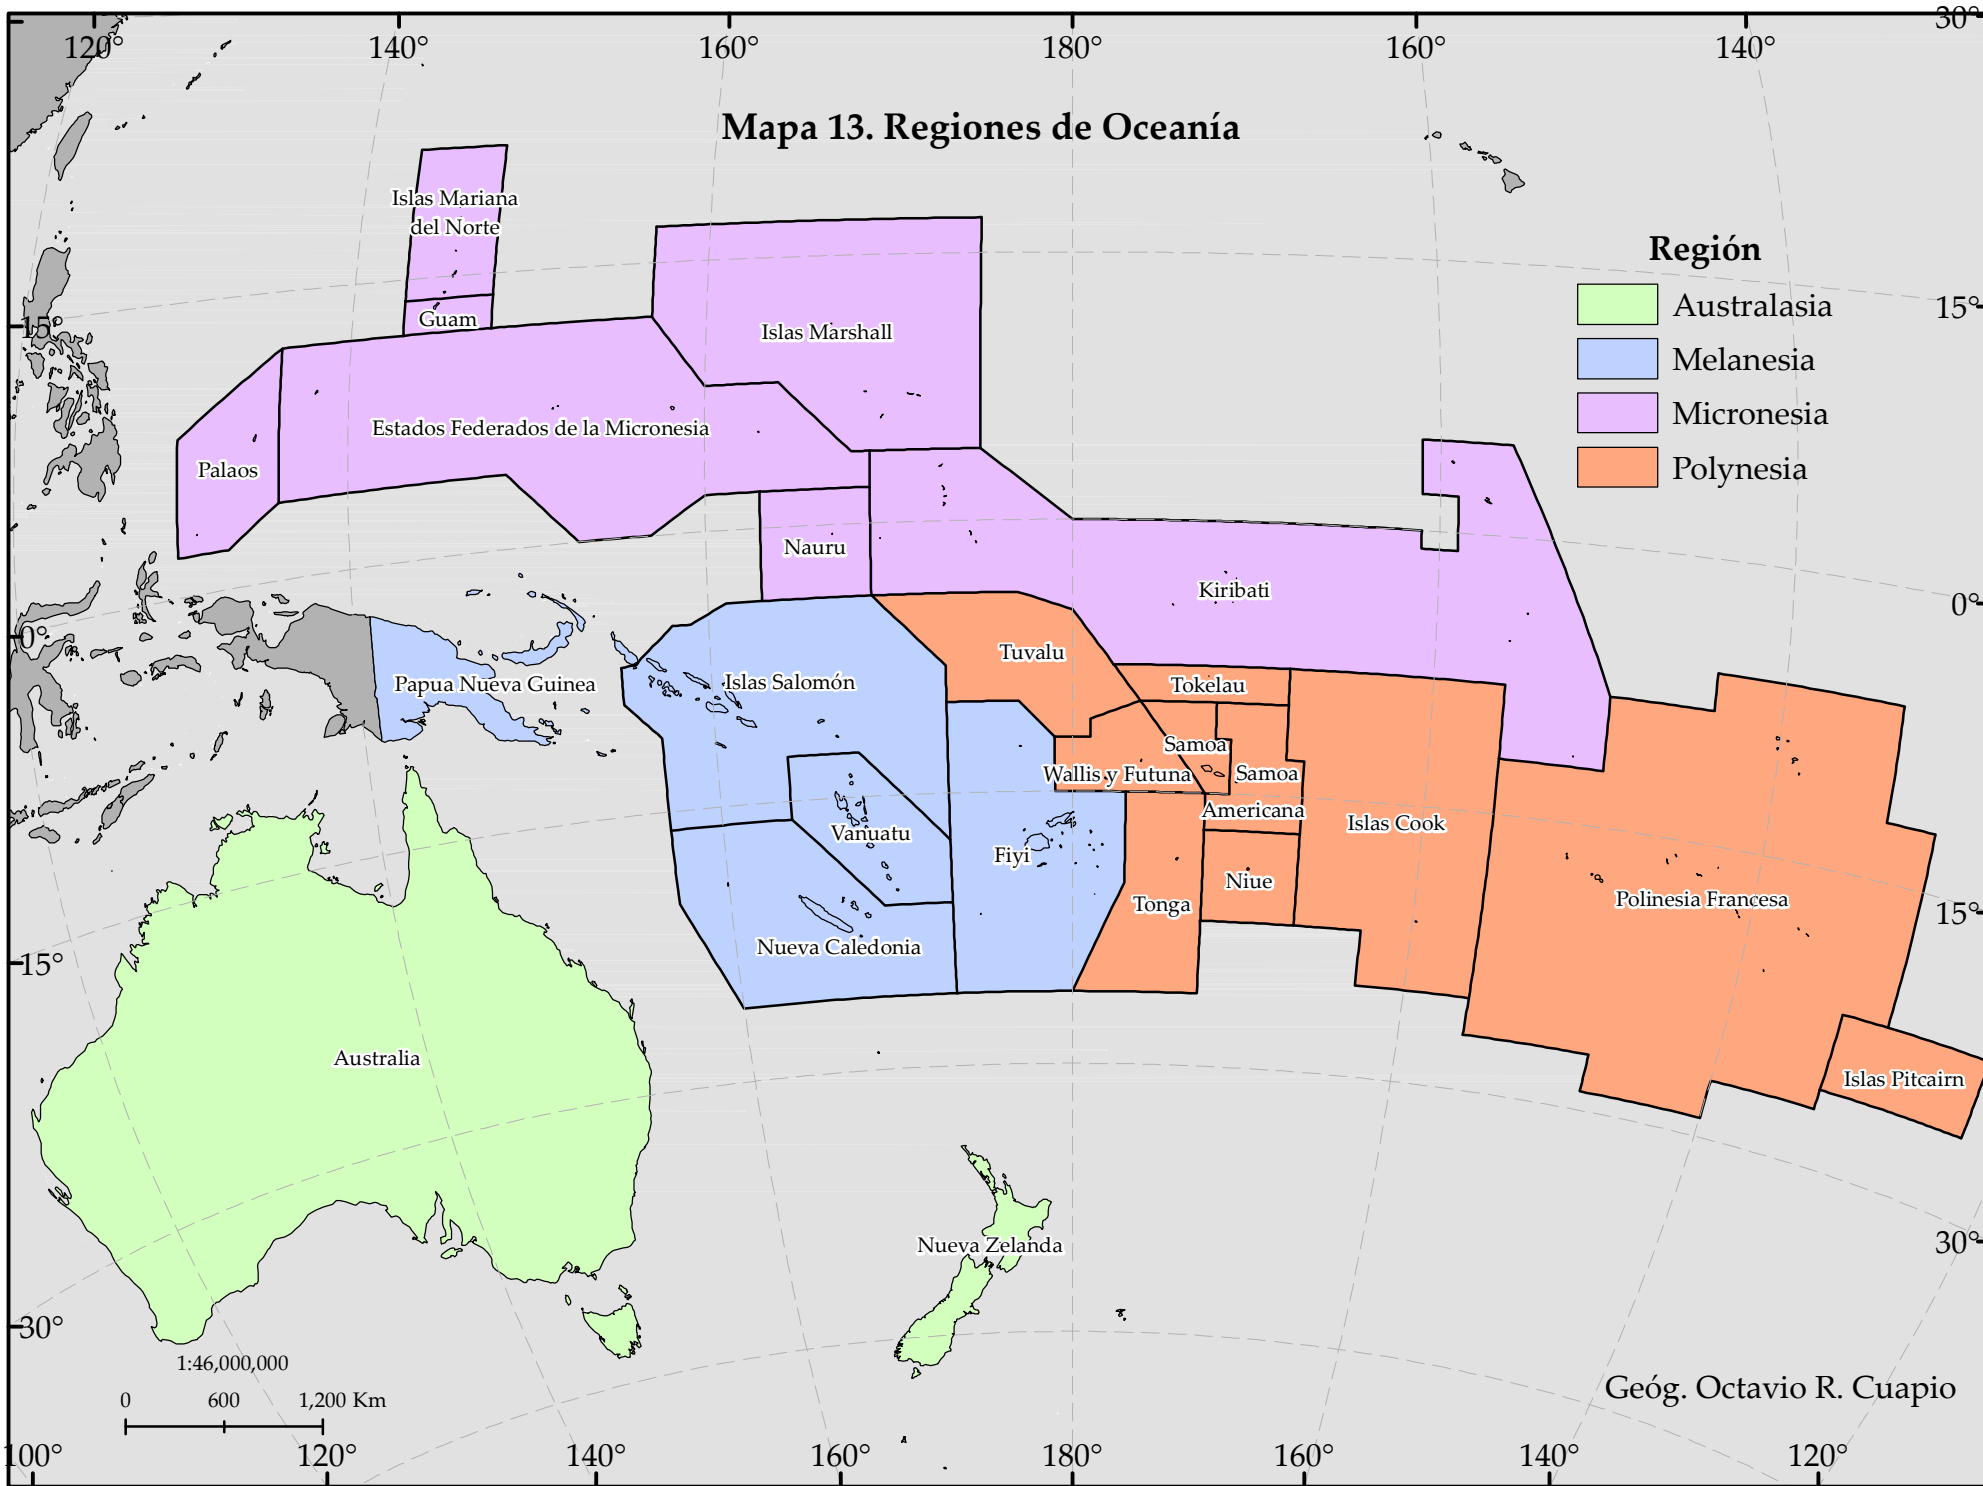 120°
140°
160°
180°
160°
140°
30°
Mapa 13. Regiones de Oceanía
Islas Mariana
del Norte
Guam
Islas Marshall
Región
Australasia
Melanesia
Micronesia
Polynesia
15°
15°
Estados Federados de la Micronesia
Palaos
Nauru
Kiribati
0°
0°
Tuvalu
Papua Nueva Guinea
Islas Salomón
Tokelau
Samoa
Wallis y Futuna
Samoa
Americana
Islas Cook
Vanuatu
Fiyi
Niue
Tonga
Polinesia Francesa
15°
Nueva Caledonia
15°
Australia
Islas Pitcairn
Nueva Zelanda
30°
30°
1:46,000,000
0 600 1,200 Km
Geóg. Octavio R. Cuapio
100°
120°
140°
160°
180°
160°
140°
120°